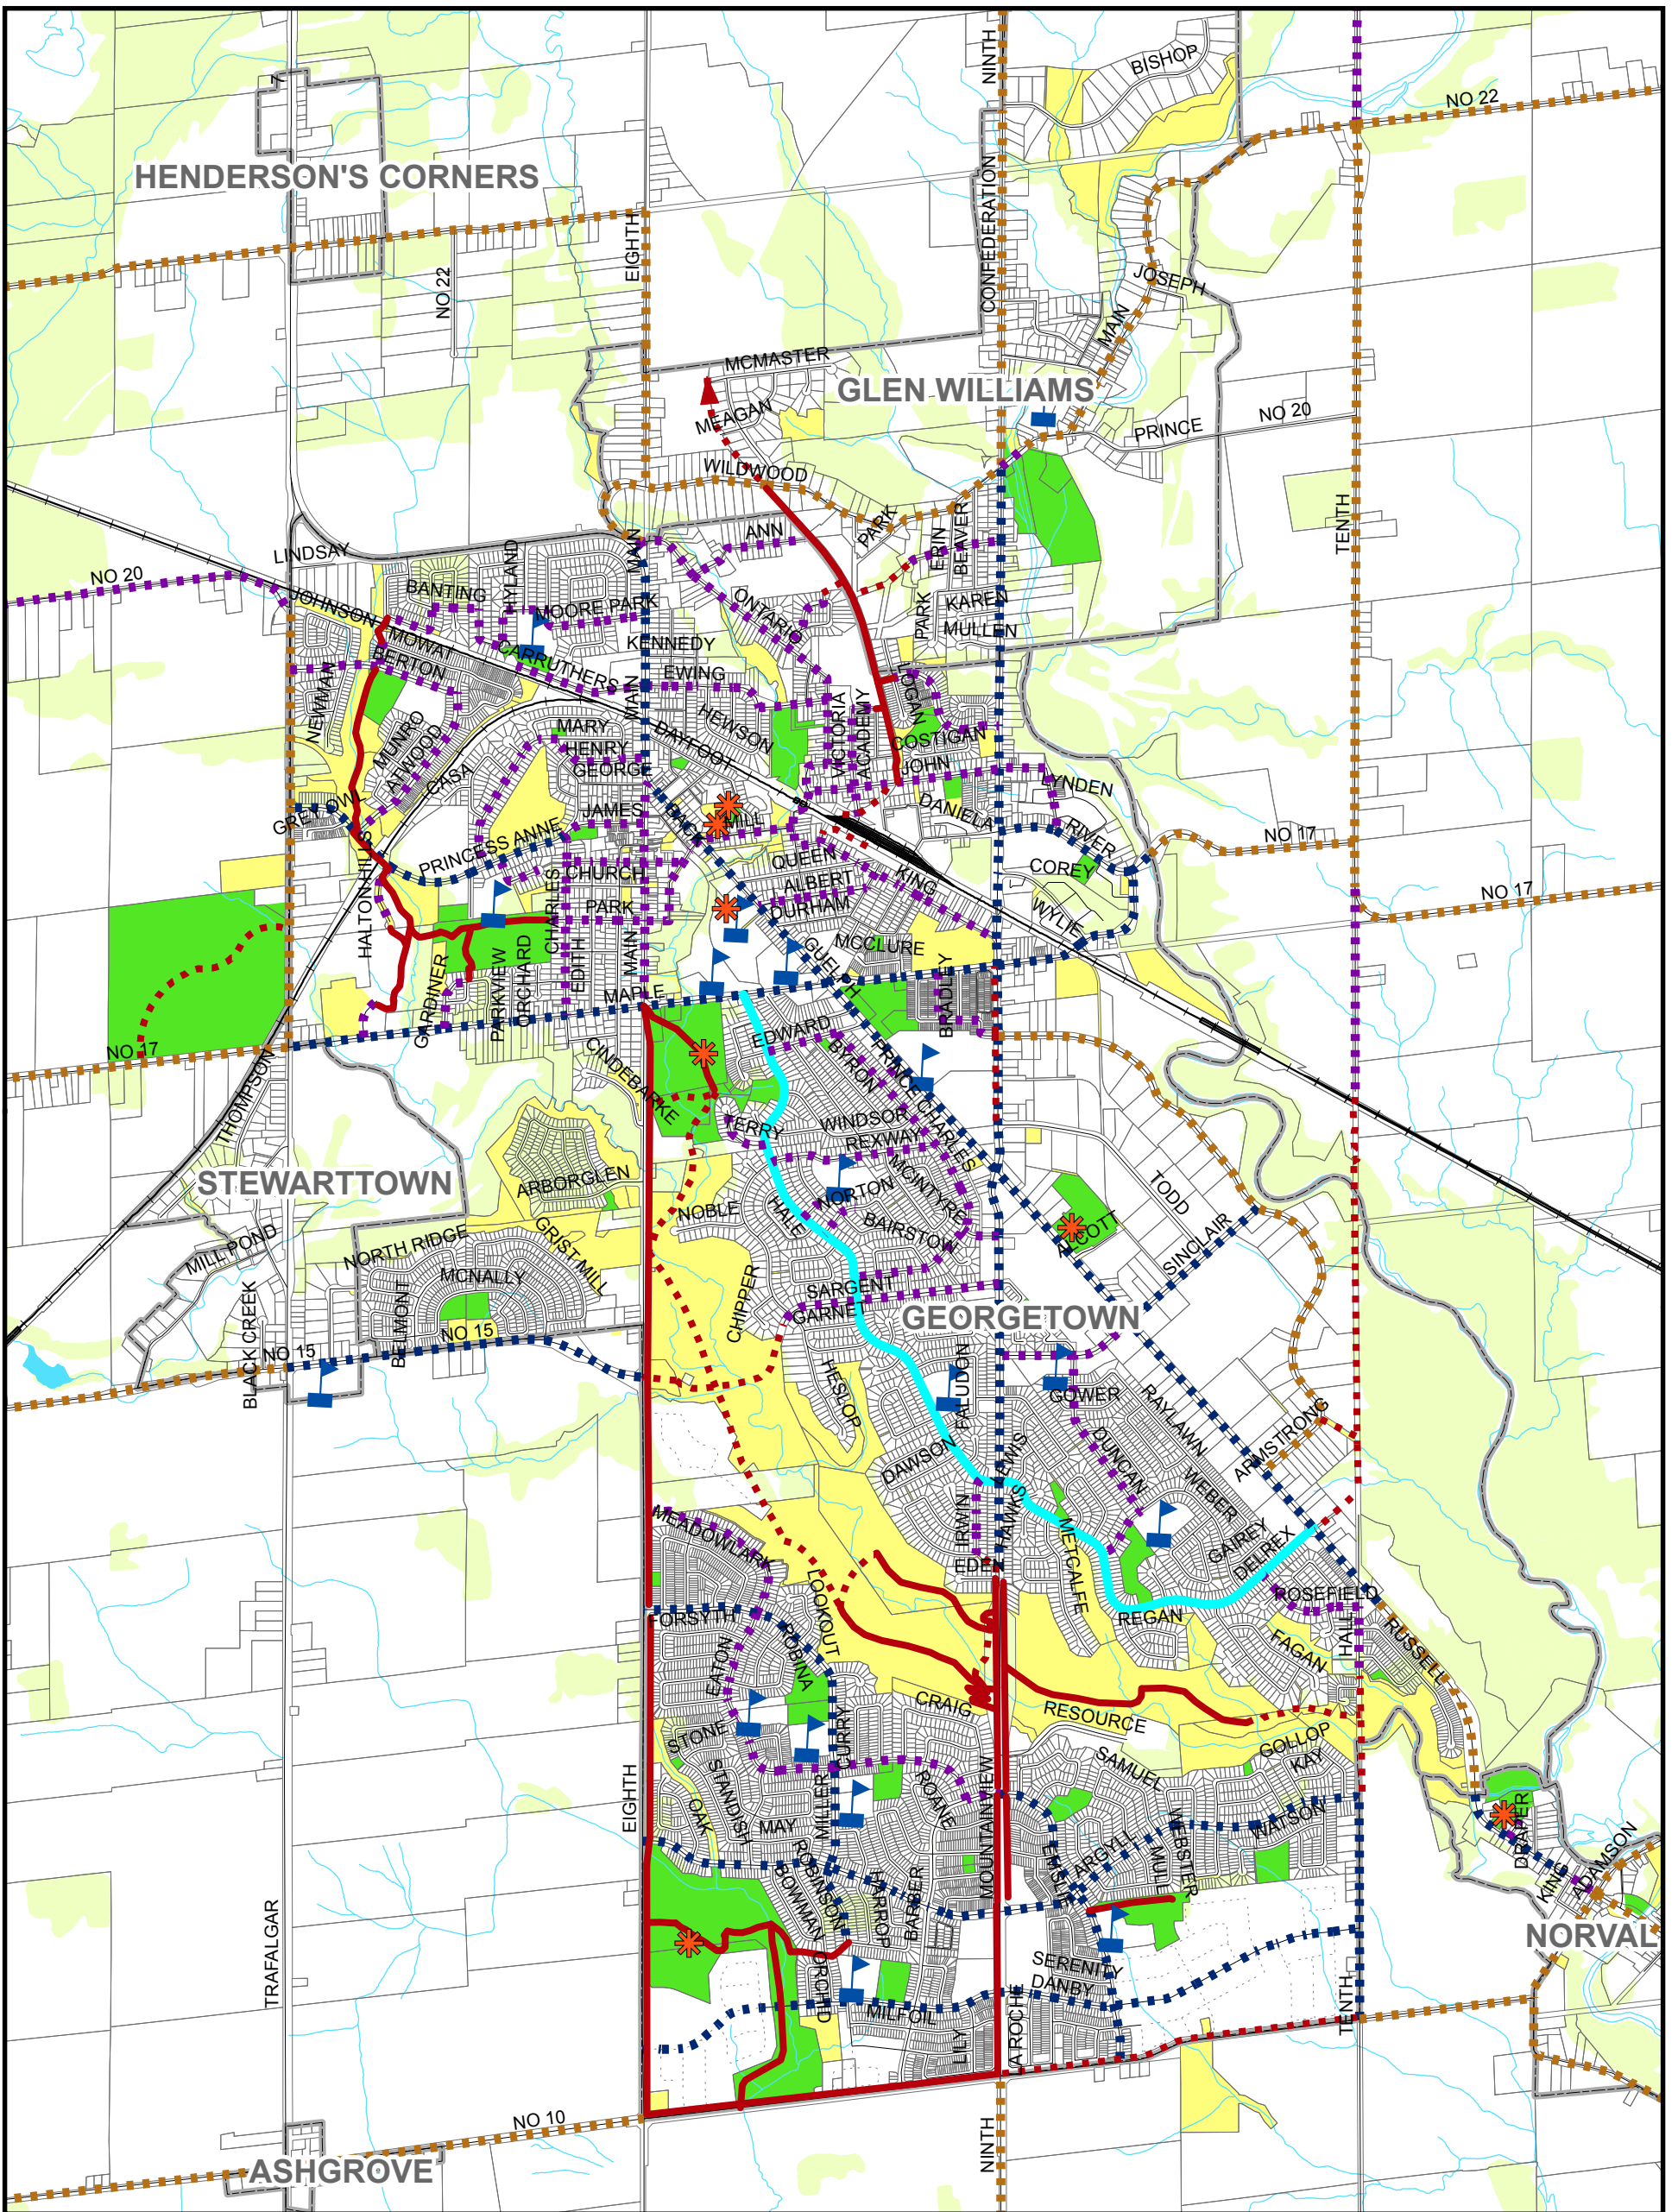 NINTH
BISHOP
NO 22
HENDERSON'S CORNERS
CONFEDERATION
EIGHTH
NO 22
JOSEPH
MAIN
MCMASTER
GLEN WILLIAMS
MEAGAN
NO 20
PRINCE
WILDWOOD
TENTH
PARK
ERIN
BEAVER
ANN
MAIN
LINDSAY
HYLAND
NO 20
BANTING
JOHNSON
MOORE PARK
ONTARIO
KAREN
PARK
MULLEN
MOWAT
KENNEDY
BERTON
CARRUTHERS
EWING
LOGAN
NEWMAN
MAIN
HEWSON
VICTORIA
ACADEMY
MUNRO
MARY
DAYFOOT
COSTIGAN
ATWOOD
HENRY
CASA
GEORGE
JOHN
LYNDEN
GREY OWL
JAMES
BACK
MILL
DANIELA
RIVER
NO 17
PRINCESS ANNE
QUEEN
COREY
HALTON HILLS
CHURCH
ALBERT
KING
NO 17
CHARLES
PARK
DURHAM
WYLIE
MCCLURE
GUELPH
GARDINER
PARKVIEW
ORCHARD
EDITH
MAIN
BRADLEY
MAPLE
NO 17
EDWARD
CINDEBARKE
BYRON
PRINCE CHARLES
THOMPSON
TERRY
WINDSOR
REXWAY
STEWARTTOWN
ARBORGLEN
MCINTYRE
TODD
NORTON
NOBLE
HALE
BAIRSTOW
ALCOTT
SINCLAIR
MILL POND
NORTH RIDGE
GRIST MILL
MCNALLY
CHIPPER
SARGENT
GARNET
GEORGETOWN
BLACK CREEK
BELMONT
NO 15
NO 15
HESLOP
FALUDON
GOWER
RAYLAWN
ARMSTRONG
DAWSON
LEWIS
DUNCAN
WEBER
IRWIN
HAWKS
METCALFE
GAIREY
DELREX
MEADOWLARK
EDEN
LOOKOUT
ROSEFIELD
REGAN
FORSYTH
HALL
RUSSELL
ROBINA
FAGAN
EATON
CRAIG
RESOURCE
STONE
CURRY
GOLLOP
SAMUEL
KAY
STANDISH
ROANE
MOUNTAINVIEW
EIGHTH
OAK
MILLER
MAY
WATSON
WEBSTER
DRAPER
ROBINSON
ARGYLL
MULE
ADAMSON
EMSLIE
BOWMAN
BARBER
KING
TRAFALGAR
NORVAL
SERENITY
ORCHID
DANBY
TENTH
MILFOIL
LILY
NO 10
NINTH
ASHGROVE